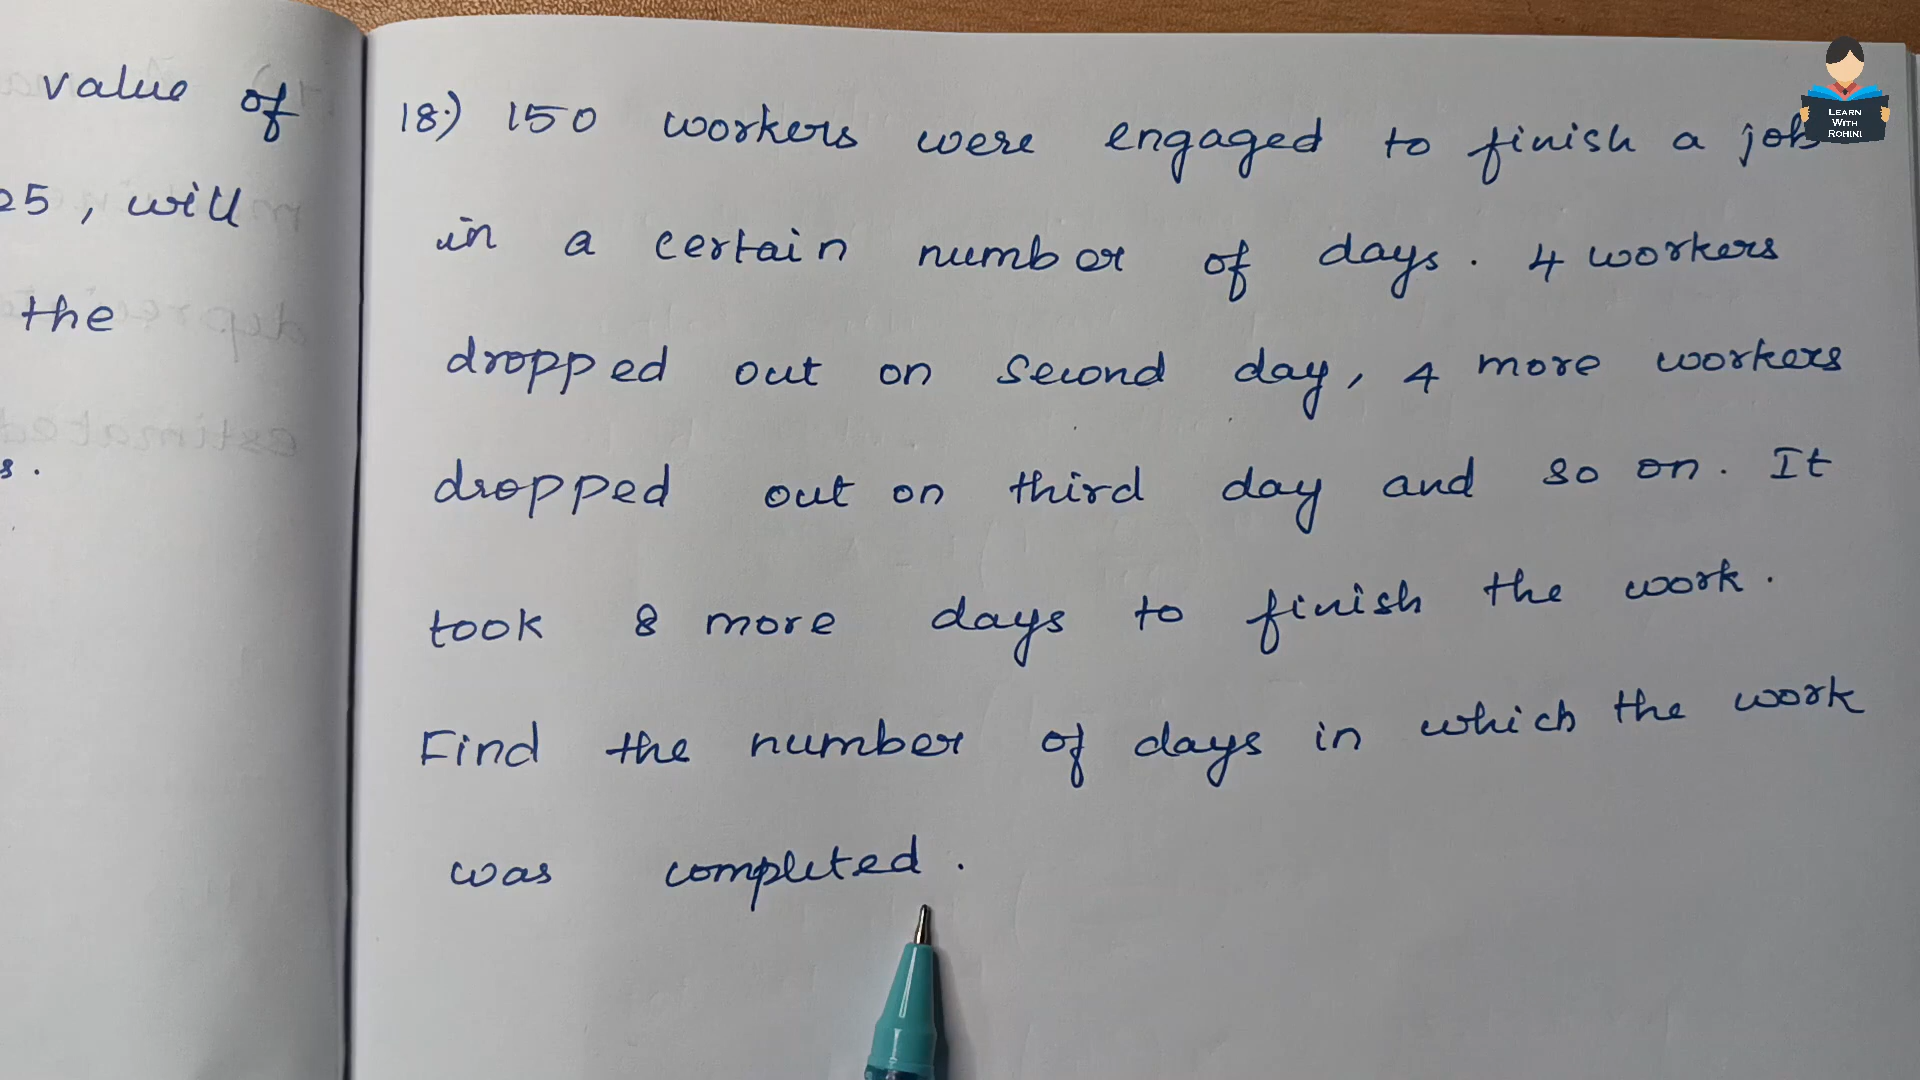 value of
25, will
the
s.
18.) 150 workers were engaged to finish a job
in a certain number of days. 4 workers
dropped out on second day, 4 more workers
dropped out on third day and so on. It
took 8 more days to finish the work.
Find the number of days in which the work
was completed.
LEARN
WITH
ROHINI